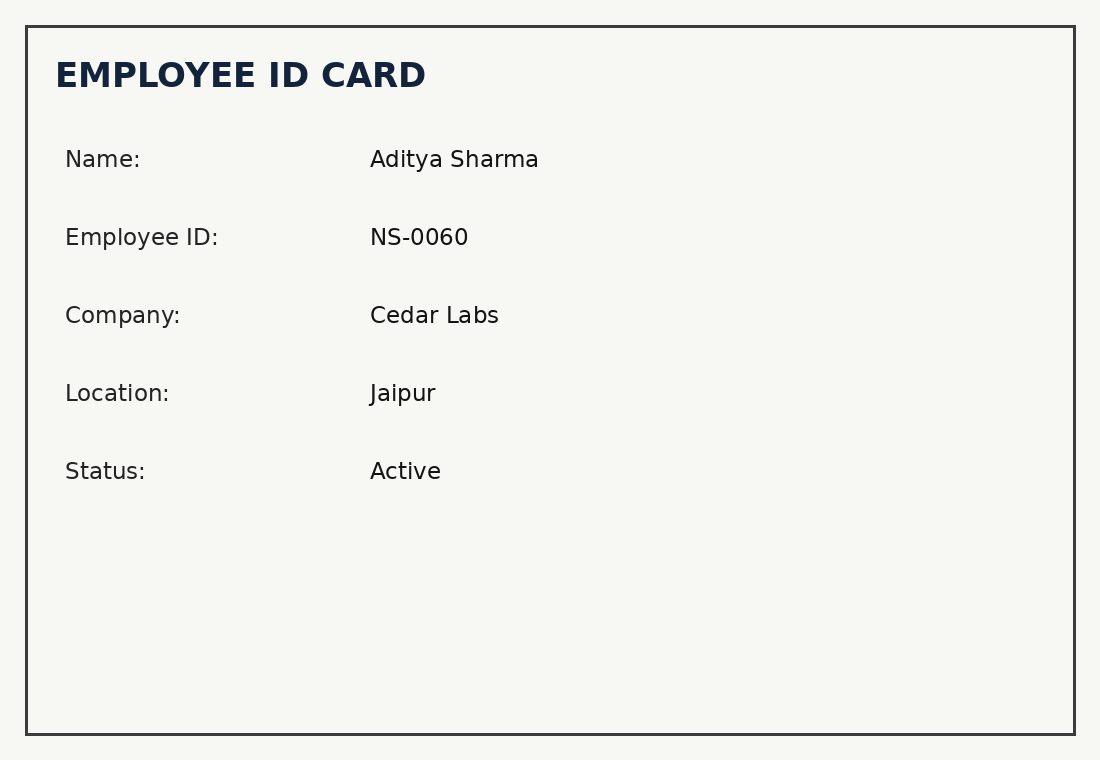 EMPLOYEE ID CARD
Name: Aditya Sharma
Employee ID: NS-0060
Company: Cedar Labs
Location: Jaipur
Status: Active